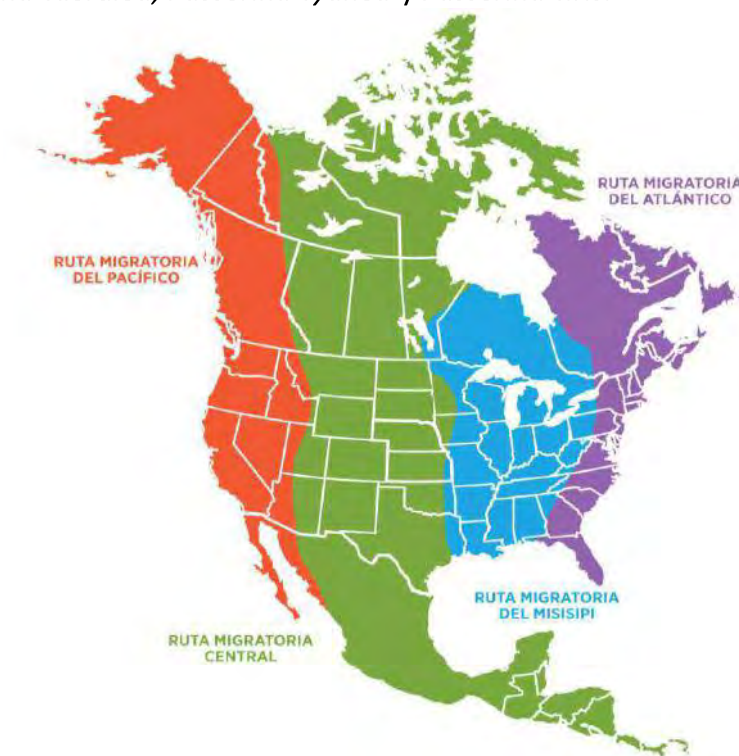 RUTA MIGRATORIA
DEL ATLÁNTICO
RUTA MIGRATORIA
DEL PACÍFICO
RUTA MIGRATORIA
DEL MISISIPI
RUTA MIGRATORIA
CENTRAL